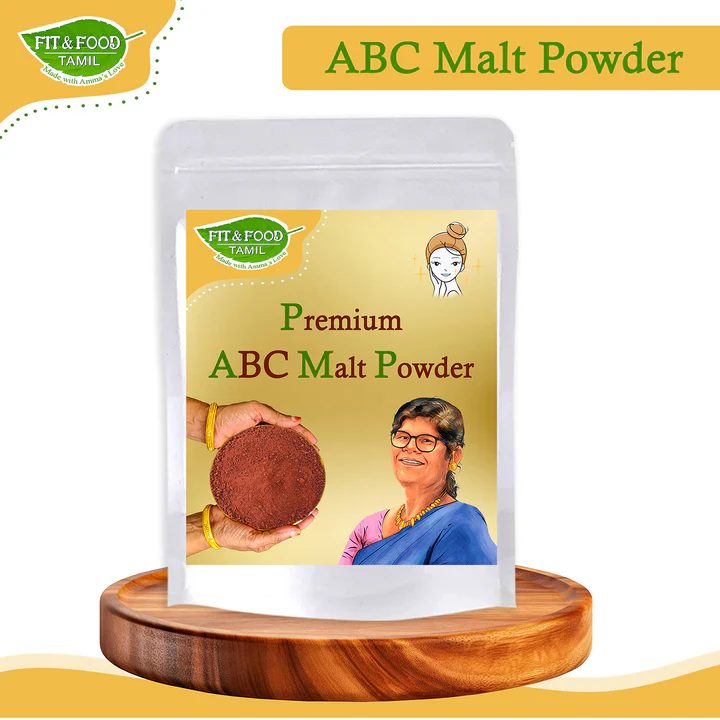 FIT & FOOD
TAMIL
Made with Amma's Love
ABC Malt Powder
FIT & FOOD
TAMIL
Made with Amma's Love
Premium
ABC Malt Powder